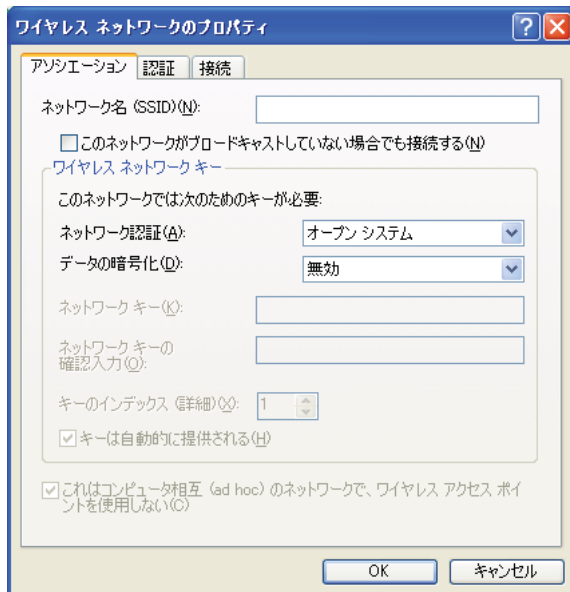 ワイヤレス ネットワークのプロパティ
アソシエーション 認証 接続
ネットワーク名 (SSID)(N):
このネットワークがブロードキャストしていない場合でも接続する(N)
ワイヤレス ネットワーク キー
このネットワークでは次のためのキーが必要:
ネットワーク認証(A): オープン システム
データの暗号化(D): 無効
ネットワーク キー(K):
ネットワーク キーの
確認入力(O):
キーのインデックス (詳細)(X): 1
キーは自動的に提供される(H)
これはコンピュータ相互 (ad hoc) のネットワークで、ワイヤレス アクセス ポイ
ントを使用しない(C)
OK キャンセル